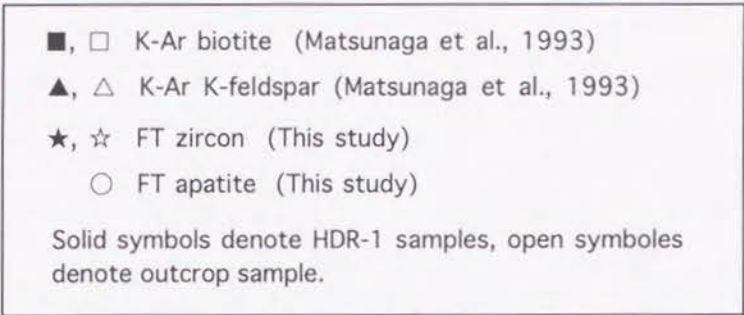 ■, □ K-Ar biotite (Matsunaga et al., 1993)
▲, △ K-Ar K-feldspar (Matsunaga et al., 1993)
★, ☆ FT zircon (This study)
○ FT apatite (This study)
Solid symbols denote HDR-1 samples, open symboles
denote outcrop sample.